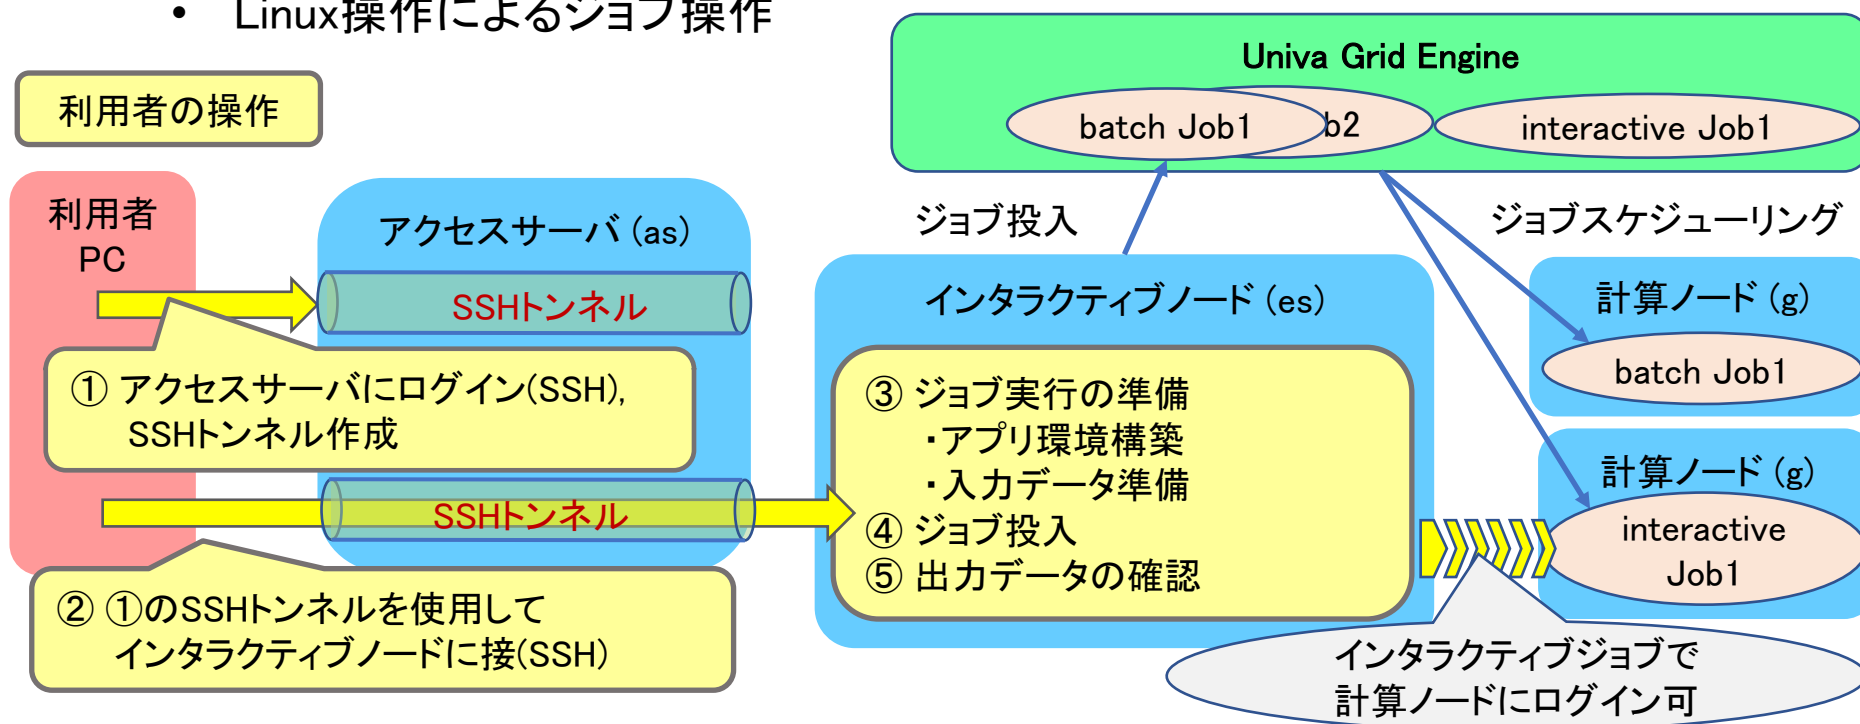 • Linux操作によるジョブ操作
利用者の操作
Univa Grid Engine
batch Job1
b2
interactive Job1
利用者
PC
アクセスサーバ (as)
SSHトンネル
ジョブ投入
ジョブスケジューリング
① アクセスサーバにログイン(SSH),
SSHトンネル作成
SSHトンネル
② ①のSSHトンネルを使用して
インタラクティブノードに接(SSH)
インタラクティブノード (es)
③ ジョブ実行の準備
・アプリ環境構築
・入力データ準備
④ ジョブ投入
⑤ 出力データの確認
計算ノード (g)
batch Job1
計算ノード (g)
interactive
Job1
インタラクティブジョブで
計算ノードにログイン可